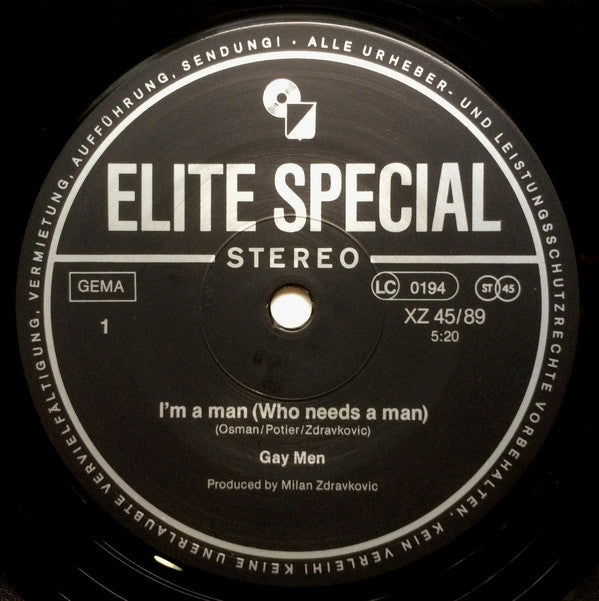 ALLE URHEBER- UND LEISTUNGSSCHUTZRECHTE VORBEHALTEN. KEIN VERLEIH! KEINE UNERLAUBTE VERVIELFÄLTIGUNG, VERMIETUNG, AUFFÜHRUNG, SENDUNG! ·
ELITE SPECIAL
STEREO
GEMA
LC 0194
ST 45
1
XZ 45/89
5:20
I'm a man (Who needs a man)
(Osman/Potier/Zdravkovic)
Gay Men
Produced by Milan Zdravkovic